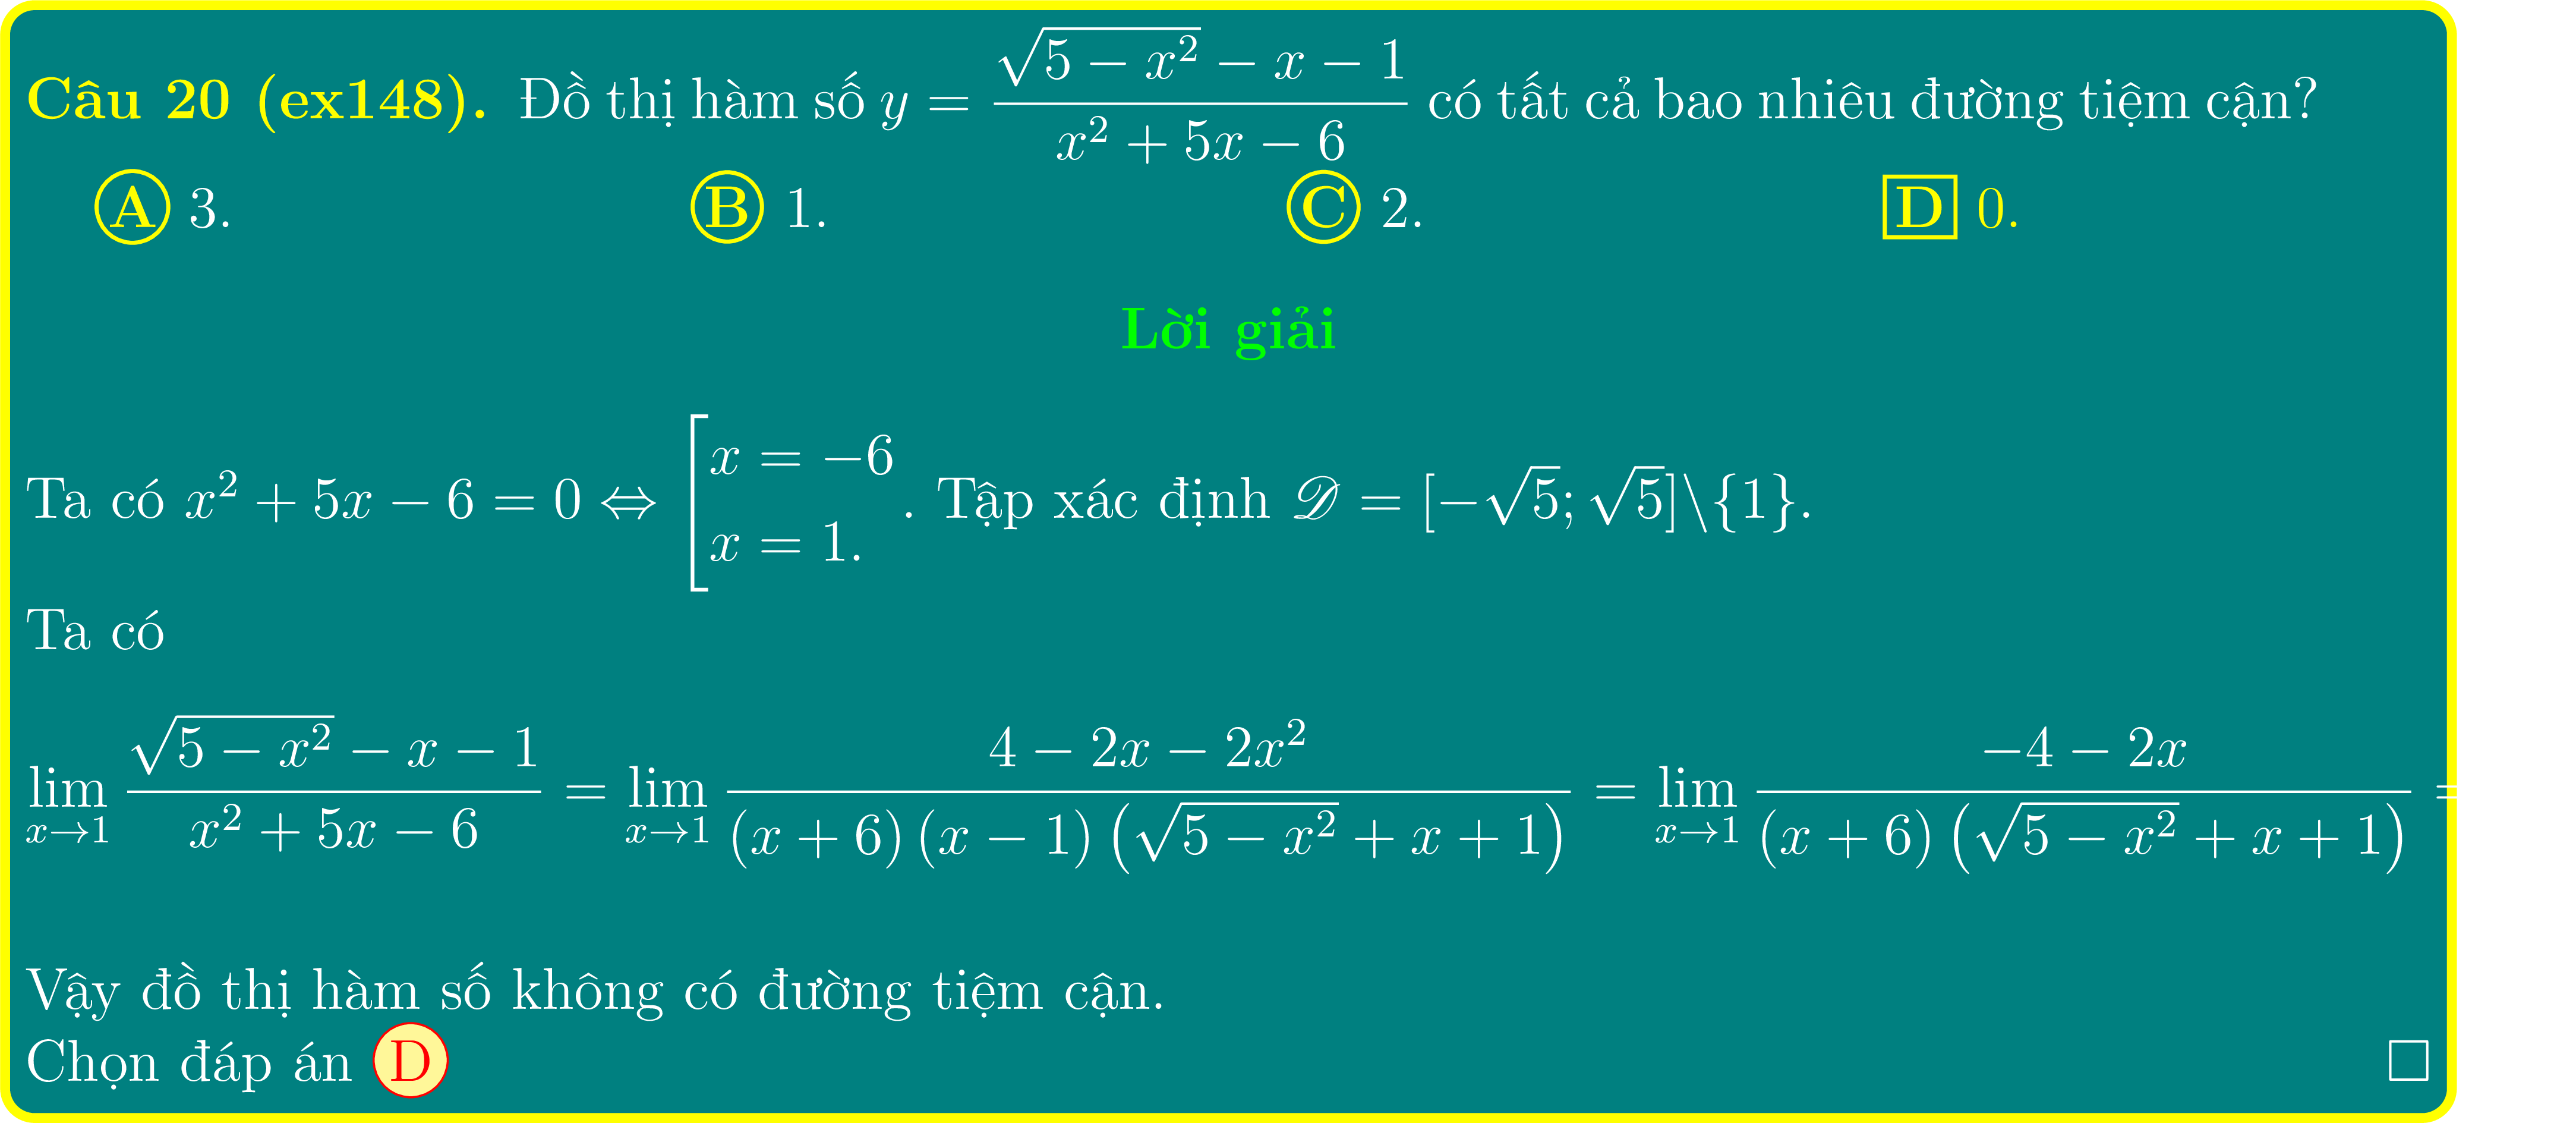 Câu 20 (ex148). Đồ thị hàm số $y = \dfrac{\sqrt{5 - x^2} - x - 1}{x^2 + 5x - 6}$ có tất cả bao nhiêu đường tiệm cận?
A 3. B 1. C 2. D 0.
Lời giải
Ta có $x^2 + 5x - 6 = 0 \Leftrightarrow \left[\begin{array}{l} x = -6 \\ x = 1. \end{array}\right.$. Tập xác định $\mathscr{D} = [-\sqrt{5}; \sqrt{5}] \backslash \{1\}$.
Ta có
$\lim\limits_{x \to 1} \dfrac{\sqrt{5 - x^2} - x - 1}{x^2 + 5x - 6} = \lim\limits_{x \to 1} \dfrac{4 - 2x - 2x^2}{(x + 6)(x - 1)\left(\sqrt{5 - x^2} + x + 1\right)} = \lim\limits_{x \to 1} \dfrac{-4 - 2x}{(x + 6)\left(\sqrt{5 - x^2} + x + 1\right)} =$
Vậy đồ thị hàm số không có đường tiệm cận.
Chọn đáp án D □